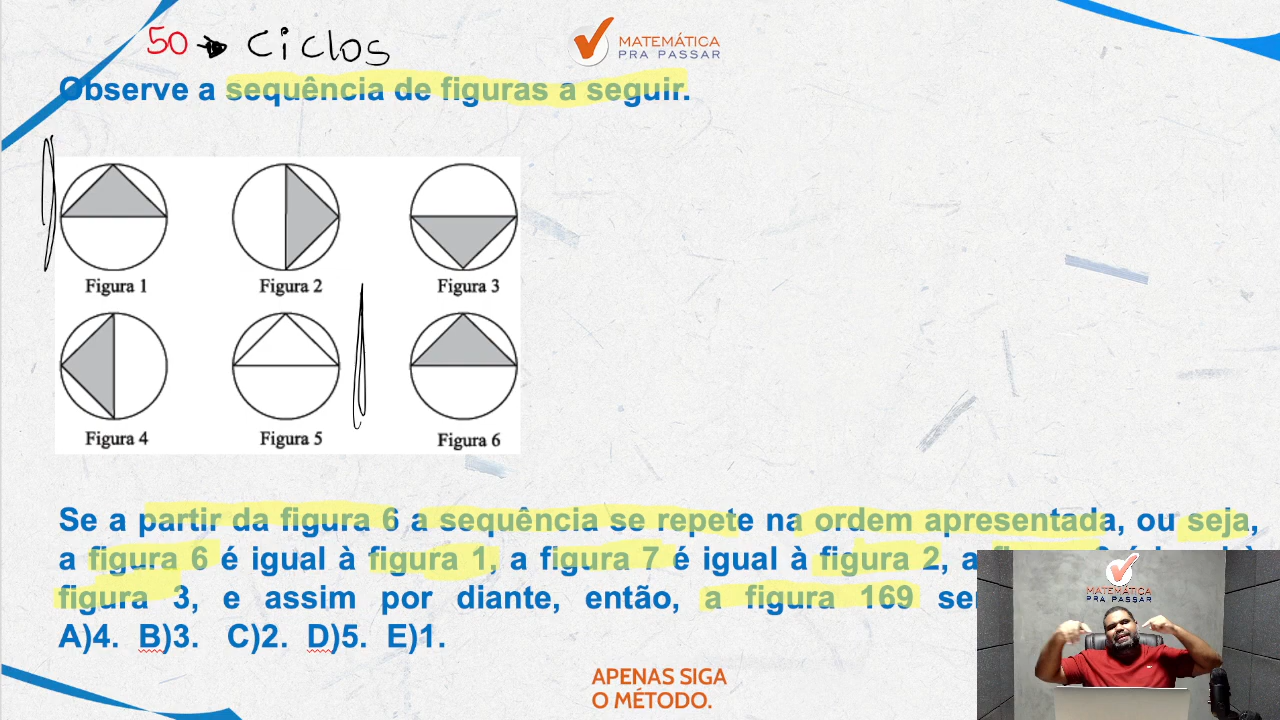 50 → Ciclos
MATEMÁTICA
PRA PASSAR
Observe a sequência de figuras a seguir.
Figura 1
Figura 2
Figura 3
Figura 4
Figura 5
Figura 6
Se a partir da figura 6 a sequência se repete na ordem apresentada, ou seja,
a figura 6 é igual à figura 1, a figura 7 é igual à figura 2, a
figura 3, e assim por diante, então, a figura 169
A)4. B)3. C)2. D)5. E)1.
MATEMÁTICA
PRA PASSAR
APENAS SIGA
O MÉTODO.